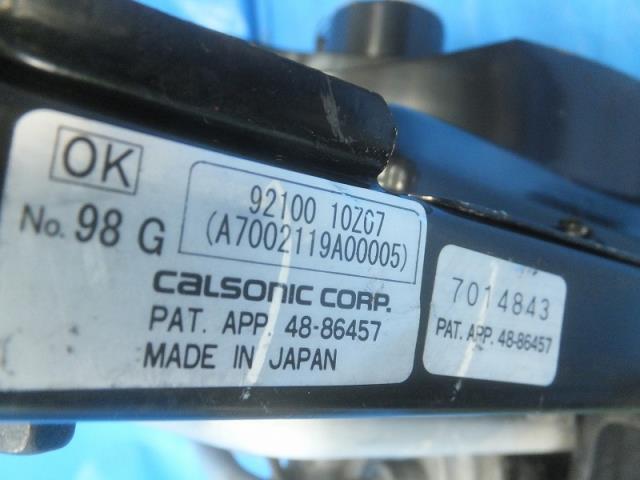 OK
No. 98 G
92100 10ZG7
(A7002119A00005)
CALSONIC CORP.
PAT. APP. 48-86457
MADE IN JAPAN
7014843
PAT. APP. 48-86457